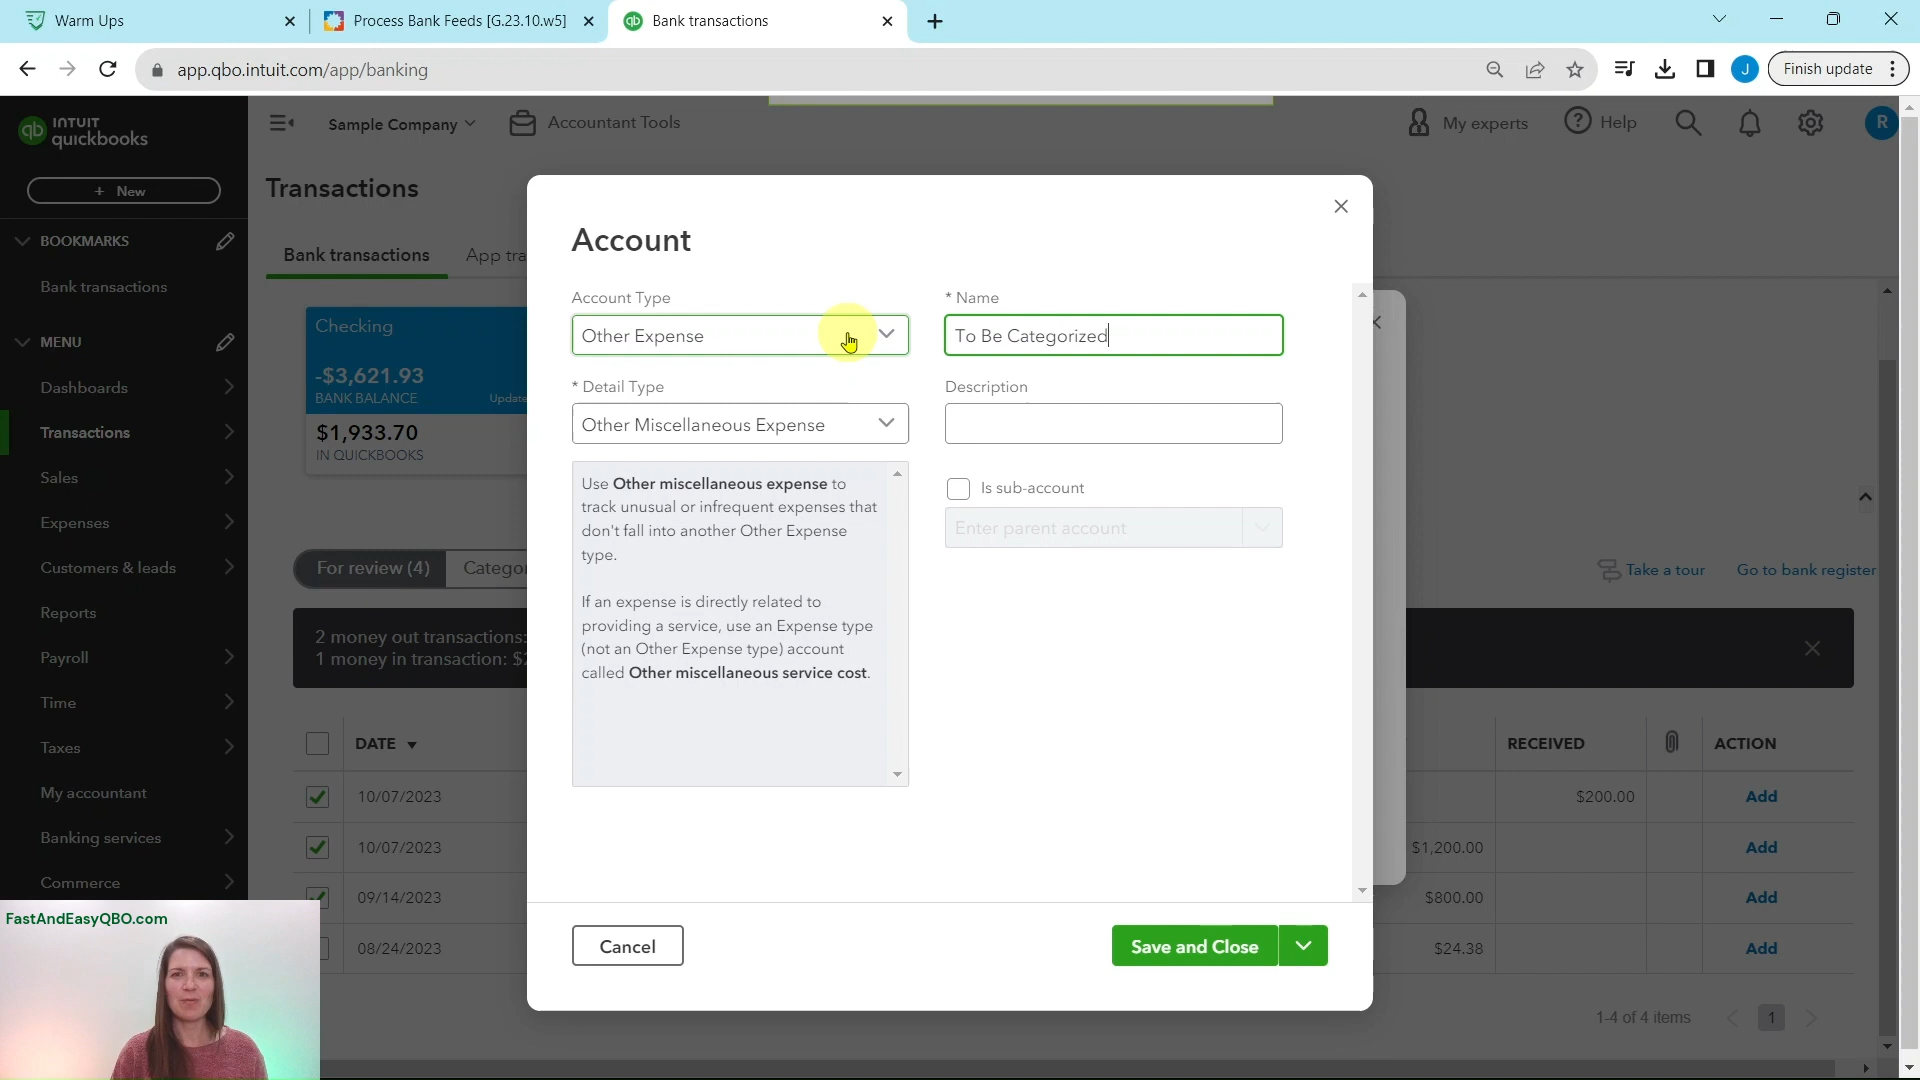 Warm Ups
Process Bank Feeds [G.23.10.w5]
Bank transactions
app.qbo.intuit.com/app/banking
J
Finish update
qb INTUIT quickbooks
Sample Company
Accountant Tools
My experts
Help
R
+ New
Transactions
BOOKMARKS
Bank transactions
Bank transactions
MENU
Dashboards
Transactions
Sales
Expenses
Customers & leads
Reports
Payroll
Time
Taxes
My accountant
Banking services
Commerce
Checking
-$3,621.93
BANK BALANCE
$1,933.70
IN QUICKBOOKS
For review (4)
2 money out transactions:
1 money in transaction:
Take a tour
Go to bank register
DATE
RECEIVED
ACTION
10/07/2023
$200.00
Add
10/07/2023
$1,200.00
Add
09/14/2023
$800.00
Add
08/24/2023
$24.38
Add
1-4 of 4 items
1
Account
Account Type
Other Expense
* Name
To Be Categorized
* Detail Type
Other Miscellaneous Expense
Description
Use Other miscellaneous expense to
track unusual or infrequent expenses that
don't fall into another Other Expense
type.
If an expense is directly related to
providing a service, use an Expense type
(not an Other Expense type) account
called Other miscellaneous service cost.
Is sub-account
Enter parent account
Cancel
Save and Close
FastAndEasyQBO.com